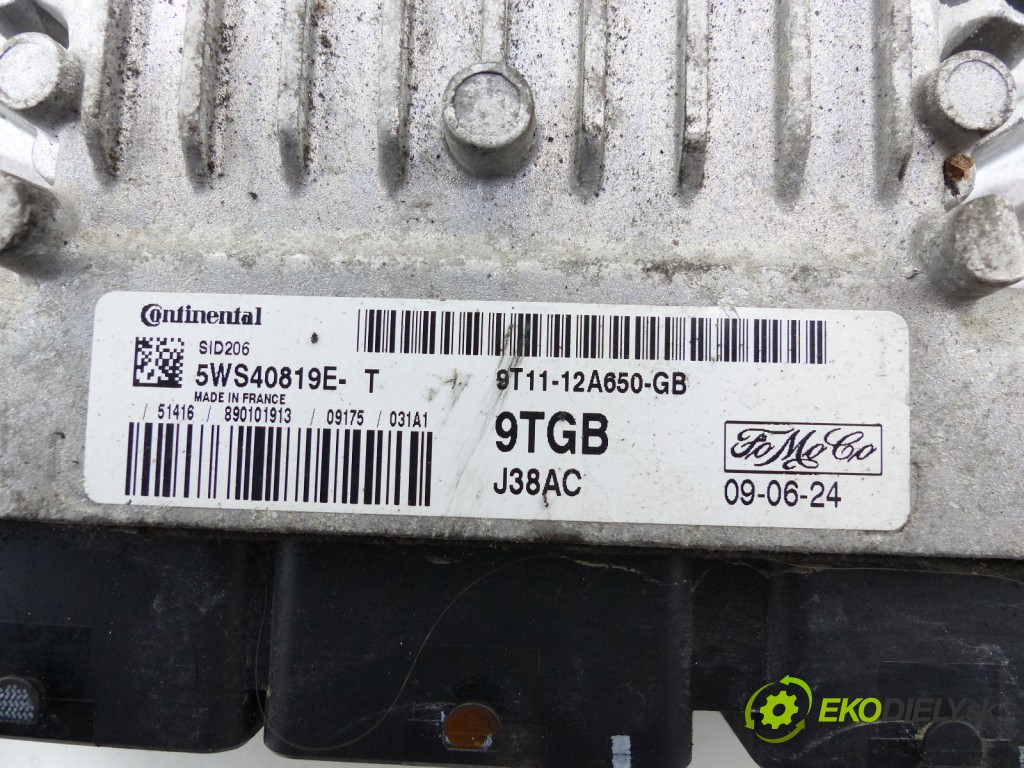 Continental
SID206
5WS40819E- T
MADE IN FRANCE
/ 51416 / 890101913 / 09175 / 031A1
9T11-12A650-GB
9TGB
J38AC
FoMoCo
09-06-24
EKODIELY.sk